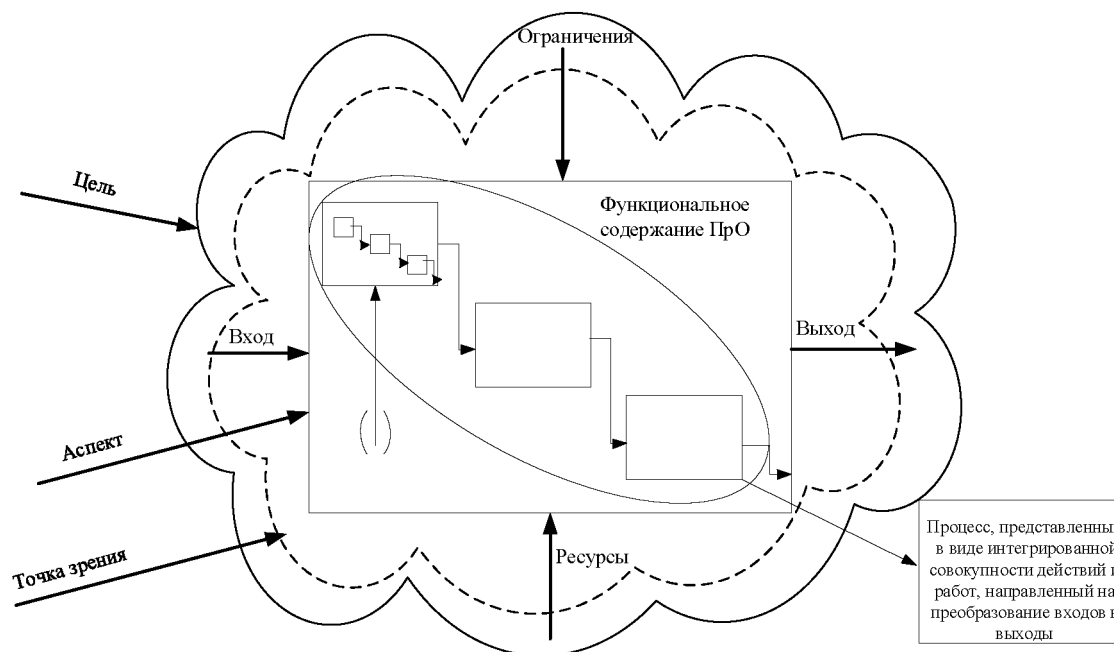 Ограничения
Цель
Функциональное
содержание ПрО
Вход
Выход
Аспект
Точка зрения
Ресурсы
Процесс, представленны
в виде интегрированной
совокупности действий и
работ, направленный на
преобразование входов в
выходы